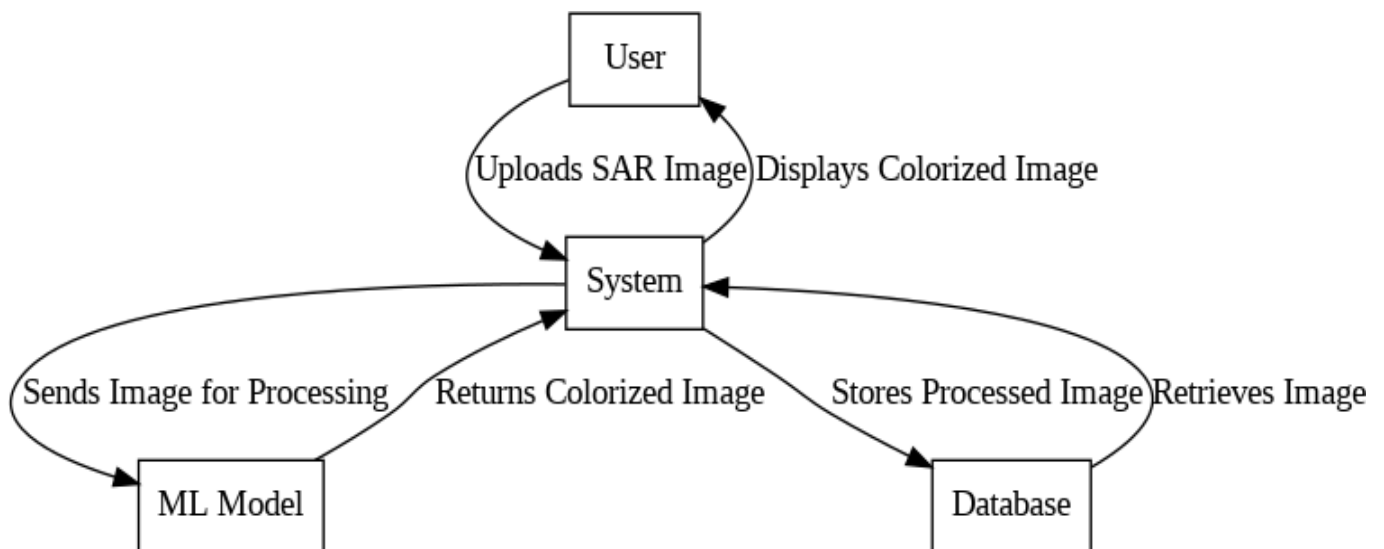 User
Uploads SAR Image
Displays Colorized Image
System
Sends Image for Processing
Returns Colorized Image
Stores Processed Image
Retrieves Image
ML Model
Database